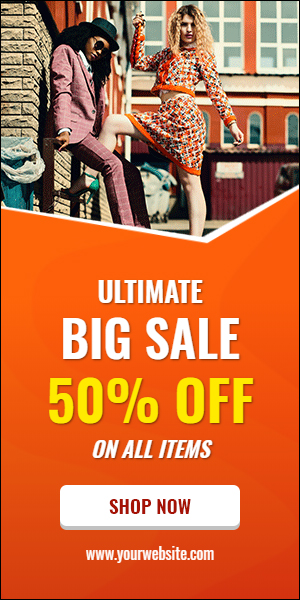 ULTIMATE
BIG SALE
50% OFF
ON ALL ITEMS
SHOP NOW
www.yourwebsite.com